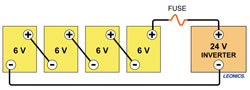 FUSE
6 V
6 V
6 V
6 V
24 V
INVERTER
LEONICS.